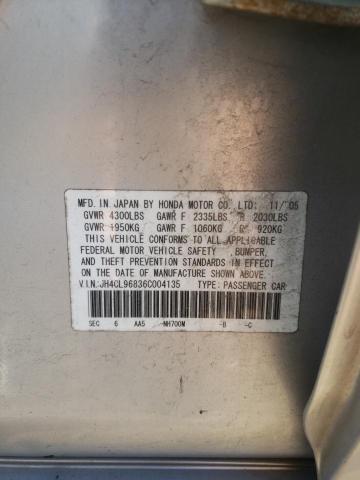 MFD. IN JAPAN BY HONDA MOTOR CO., LTD: 11/ 05
GVWR 4300LBS GAWR F 2335LBS R 2030LBS
GVWR 1950KG GAWR F 1060KG R 920KG
THIS VEHICLE CONFORMS TO ALL APPLICABLE
FEDERAL MOTOR VEHICLE SAFETY , BUMPER,
AND THEFT PREVENTION STANDARDS IN EFFECT
ON THE DATE OF MANUFACTURE SHOWN ABOVE.
V.I.N: JH4CL96836C004135 TYPE: PASSENGER CAR
SEC 6 AA5 -NH700M -B -C